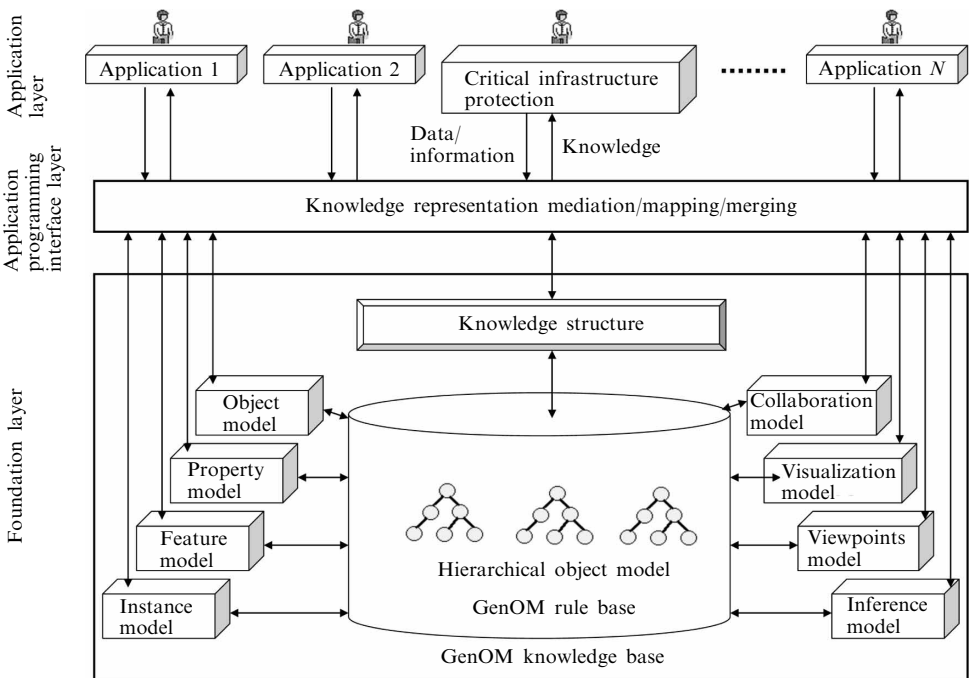 Application
layer
Application 1
Application 2
Critical infrastructure
protection
Application N
Data/
information
Knowledge
Application
programming
interface layer
Knowledge representation mediation/mapping/merging
Foundation layer
Knowledge structure
Object
model
Collaboration
model
Property
model
Visualization
model
Feature
model
Viewpoints
model
Instance
model
Inference
model
Hierarchical object model
GenOM rule base
GenOM knowledge base